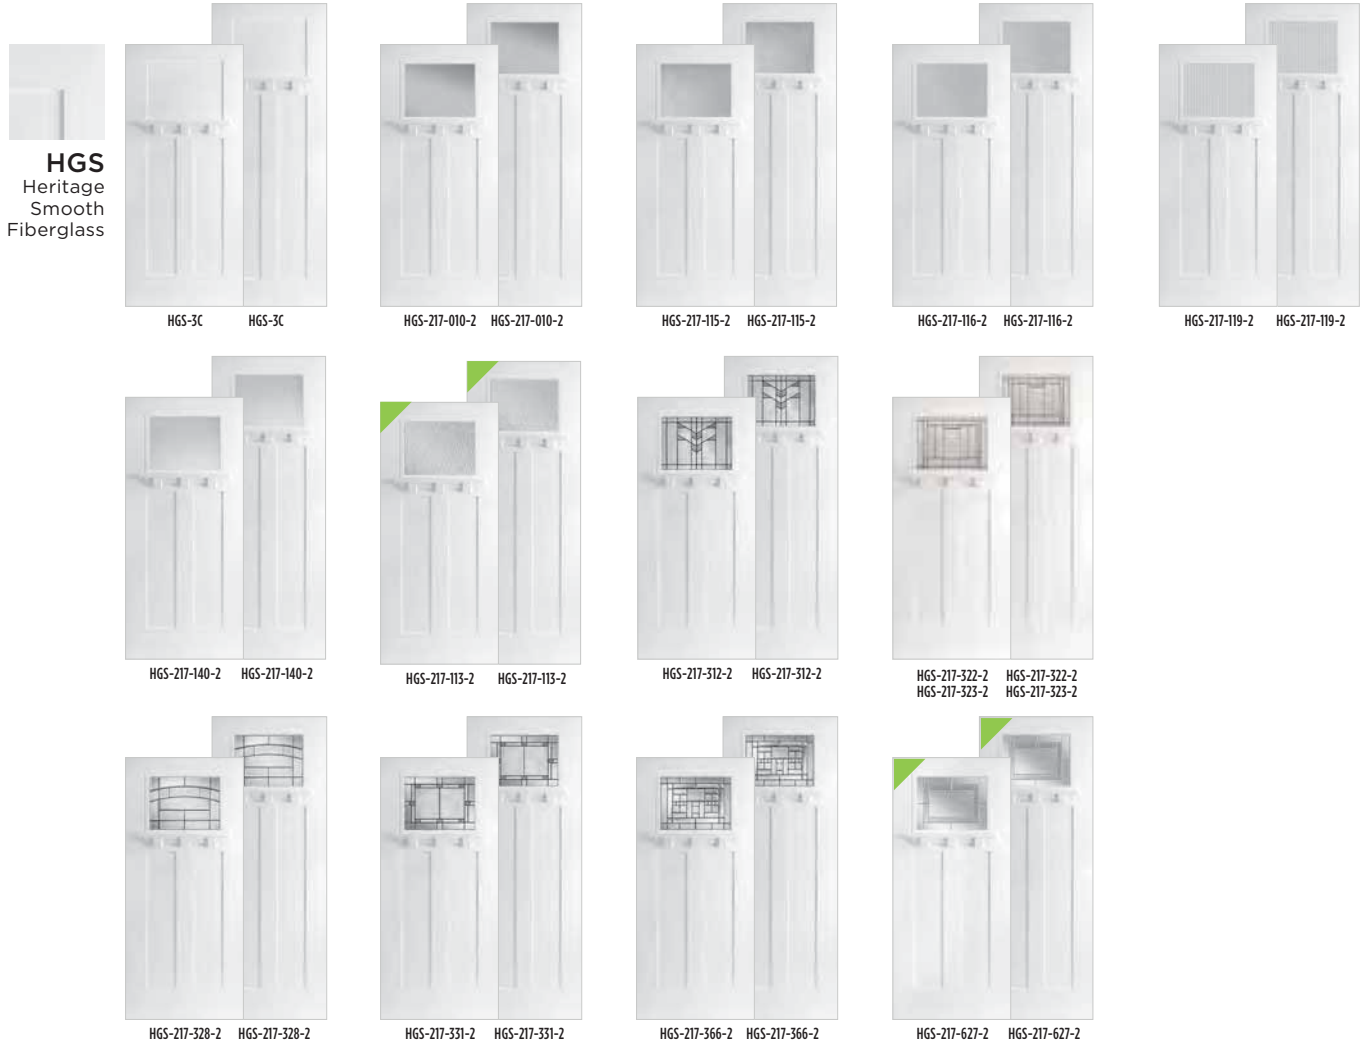 HGS
Heritage
Smooth
Fiberglass
HGS-3C HGS-3C
HGS-217-010-2 HGS-217-010-2
HGS-217-115-2 HGS-217-115-2
HGS-217-116-2 HGS-217-116-2
HGS-217-119-2 HGS-217-119-2
HGS-217-140-2 HGS-217-140-2
HGS-217-113-2 HGS-217-113-2
HGS-217-312-2 HGS-217-312-2
HGS-217-322-2 HGS-217-322-2
HGS-217-323-2 HGS-217-323-2
HGS-217-328-2 HGS-217-328-2
HGS-217-331-2 HGS-217-331-2
HGS-217-366-2 HGS-217-366-2
HGS-217-627-2 HGS-217-627-2